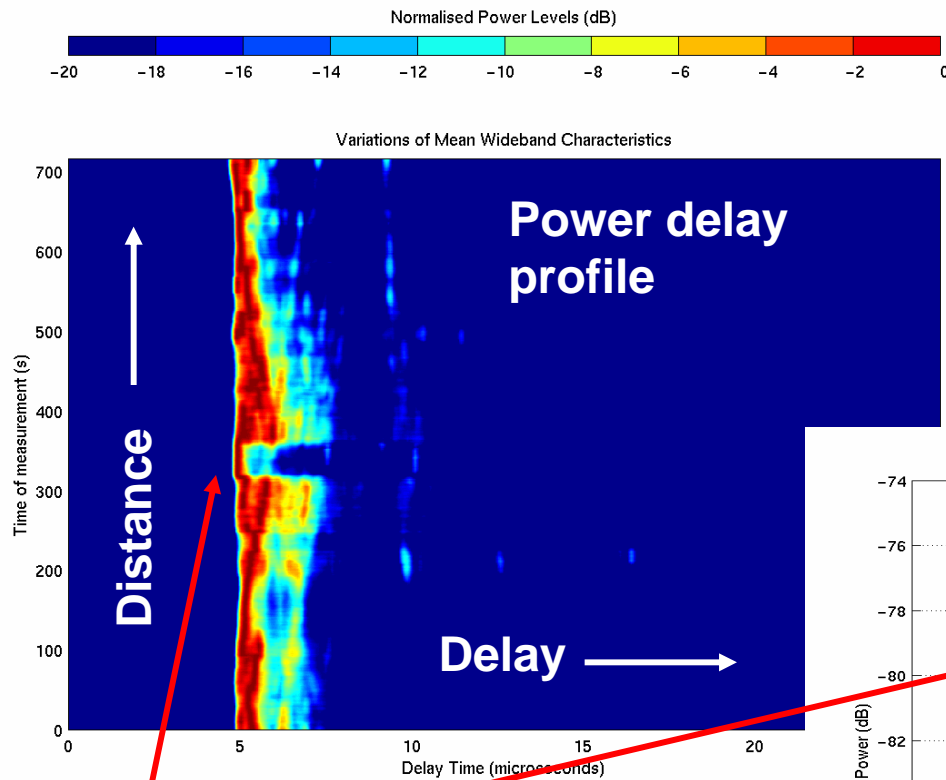 Normalised Power Levels (dB)
−20 −18 −16 −14 −12 −10 −8 −6 −4 −2 0
Variations of Mean Wideband Characteristics
700
600
500
400
300
200
100
0
Time of measurement (s)
Distance
Power delay
profile
Delay
0 5 10 15 20
Delay Time (microseconds)
−74
−76
−78
−80
−82
Power (dB)